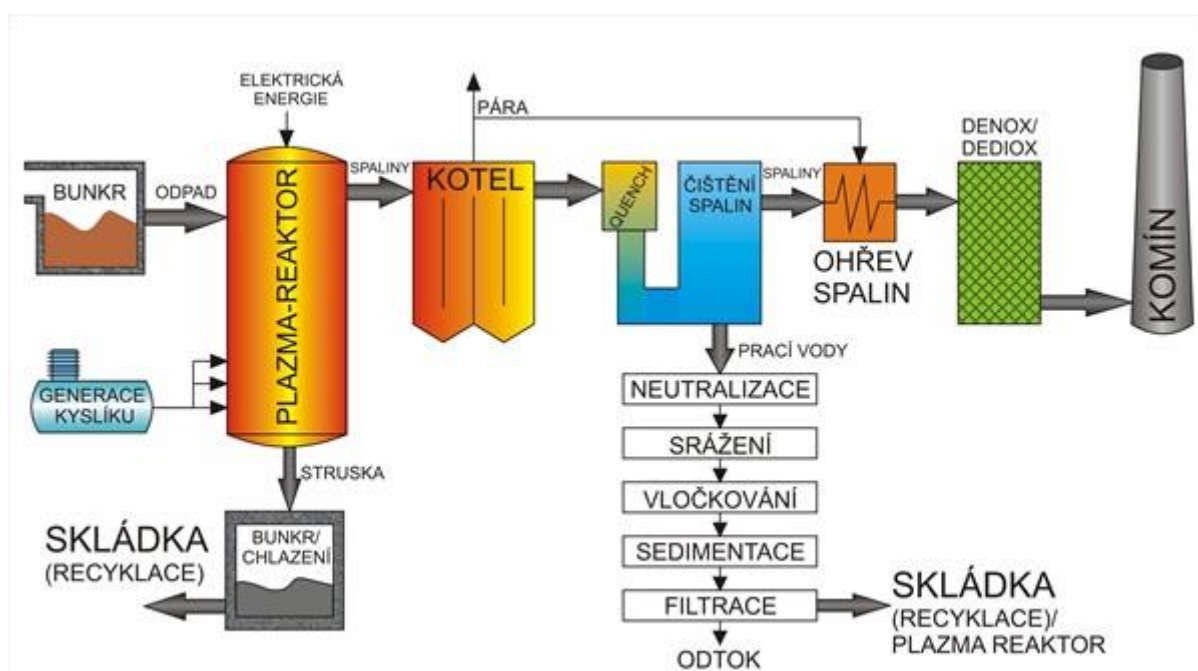 ELEKTRICKÁ
ENERGIE
PÁRA
BUNKR
ODPAD
PLAZMA-REAKTOR
SPALINY
KOTEL
QUENCH
ČIŠTĚNÍ
SPALIN
SPALINY
OHŘEV
SPALIN
DENOX/
DEDIOX
KOMÍN
GENERACE
KYSLÍKU
STRUSKA
BUNKR/
CHLAZENÍ
SKLÁDKA
(RECYKLACE)
PRACÍ VODY
NEUTRALIZACE
SRÁŽENÍ
VLOČKOVÁNÍ
SEDIMENTACE
FILTRACE
ODTOK
SKLÁDKA
(RECYKLACE)/
PLAZMA REAKTOR